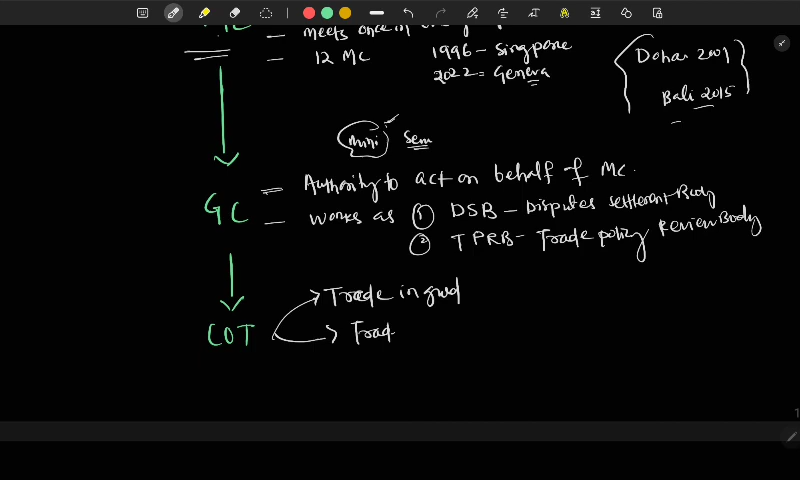 meets once in
12 MC
1996 - Singapore
2022 = Geneva
Doha 2001
Bali 2015
mini sem
GC
= Authority to act on behalf of MC.
- works as ① DSB - Disputes settlement Body
② TPRB - Trade policy Review Body
COT
Trade in good
Trad
1